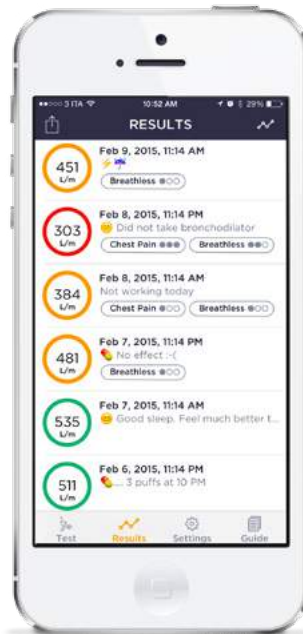 3 ITA 10:52 AM 29%
RESULTS
451 L/m
Feb 9, 2015, 11:14 AM
⚡☔
Breathless
303 L/m
Feb 8, 2015, 11:14 PM
Did not take bronchodilator
Chest Pain Breathless
384 L/m
Feb 8, 2015, 11:14 AM
Not working today
Chest Pain Breathless
481 L/m
Feb 7, 2015, 11:14 PM
💊 No effect :-(
Breathless
535 L/m
Feb 7, 2015, 11:14 AM
😊 Good sleep. Feel much better t...
511 L/m
Feb 6, 2015, 11:14 PM
💊... 3 puffs at 10 PM
Test Results Settings Guide